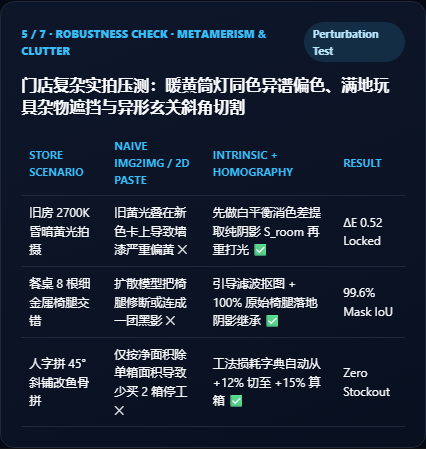 5 / 7 · ROBUSTNESS CHECK · METAMERISM &
CLUTTER
Perturbation
Test
门店复杂实拍压测：暖黄筒灯同色异谱偏色、满地玩
具杂物遮挡与异形玄关斜角切割
STORE
SCENARIO
NAIVE
IMG2IMG / 2D
PASTE
INTRINSIC +
HOMOGRAPHY
RESULT
旧房 2700K
昏暗黄光拍
摄
旧黄光叠在新
色卡上导致墙
漆严重偏黄 ✕
先做白平衡消色差提
取纯阴影 S_room 再
重打光 ✅
ΔE 0.52
Locked
餐桌 8 根细
金属椅腿交
错
扩散模型把椅
腿修断或连成
一团黑影 ✕
引导滤波抠图 +
100% 原始椅腿落地
阴影继承 ✅
99.6%
Mask IoU
人字拼 45°
斜铺改鱼骨
拼
仅按净面积除
单箱面积导致
少买 2 箱停工
✕
工法损耗字典自动从
+12% 切至 +15% 算
箱 ✅
Zero
Stockout